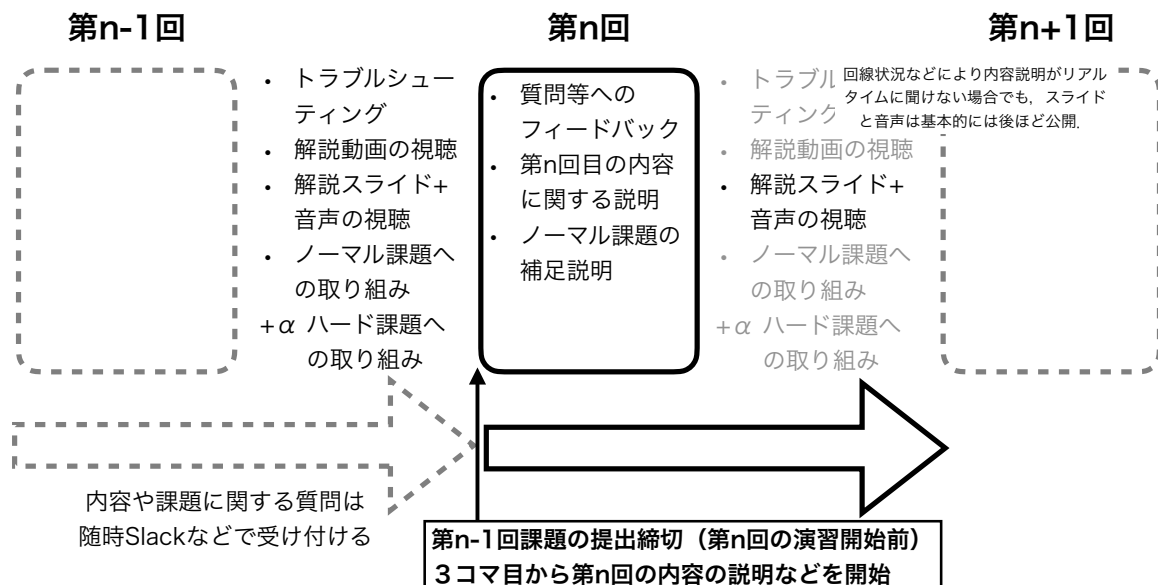 第n-1回
第n回
第n+1回
・ トラブルシュー
ティング
・ 解説動画の視聴
・ 解説スライド+
音声の視聴
・ ノーマル課題へ
の取り組み
+α ハード課題へ
の取り組み
・ 質問等への
フィードバック
・ 第n回目の内容
に関する説明
・ ノーマル課題の
補足説明
・ トラブル
ティング
・ 解説動画の視聴
・ 解説スライド+
音声の視聴
・ ノーマル課題へ
の取り組み
+α ハード課題へ
の取り組み
回線状況などにより内容説明がリアル
タイムに聞けない場合でも，スライド
と音声は基本的には後ほど公開．
内容や課題に関する質問は
随時Slackなどで受け付ける
第n-1回課題の提出締切（第n回の演習開始前）
３コマ目から第n回の内容の説明などを開始